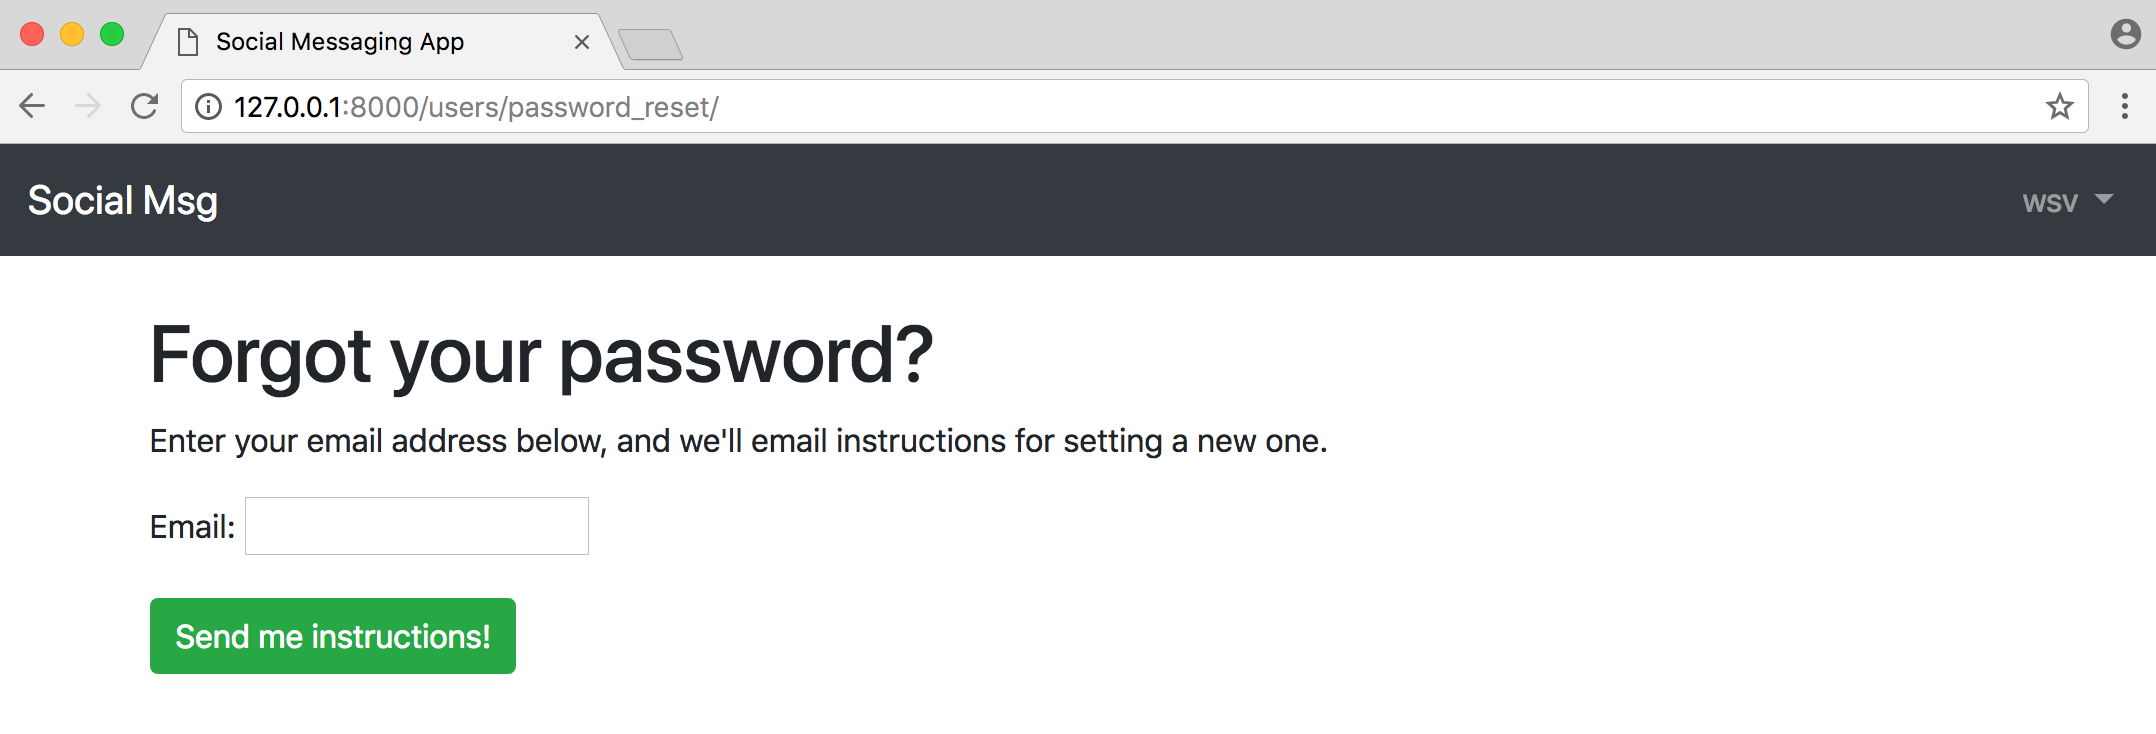 Social Messaging App
127.0.0.1:8000/users/password_reset/
Social Msg
wsv
Forgot your password?
Enter your email address below, and we'll email instructions for setting a new one.
Email:
Send me instructions!